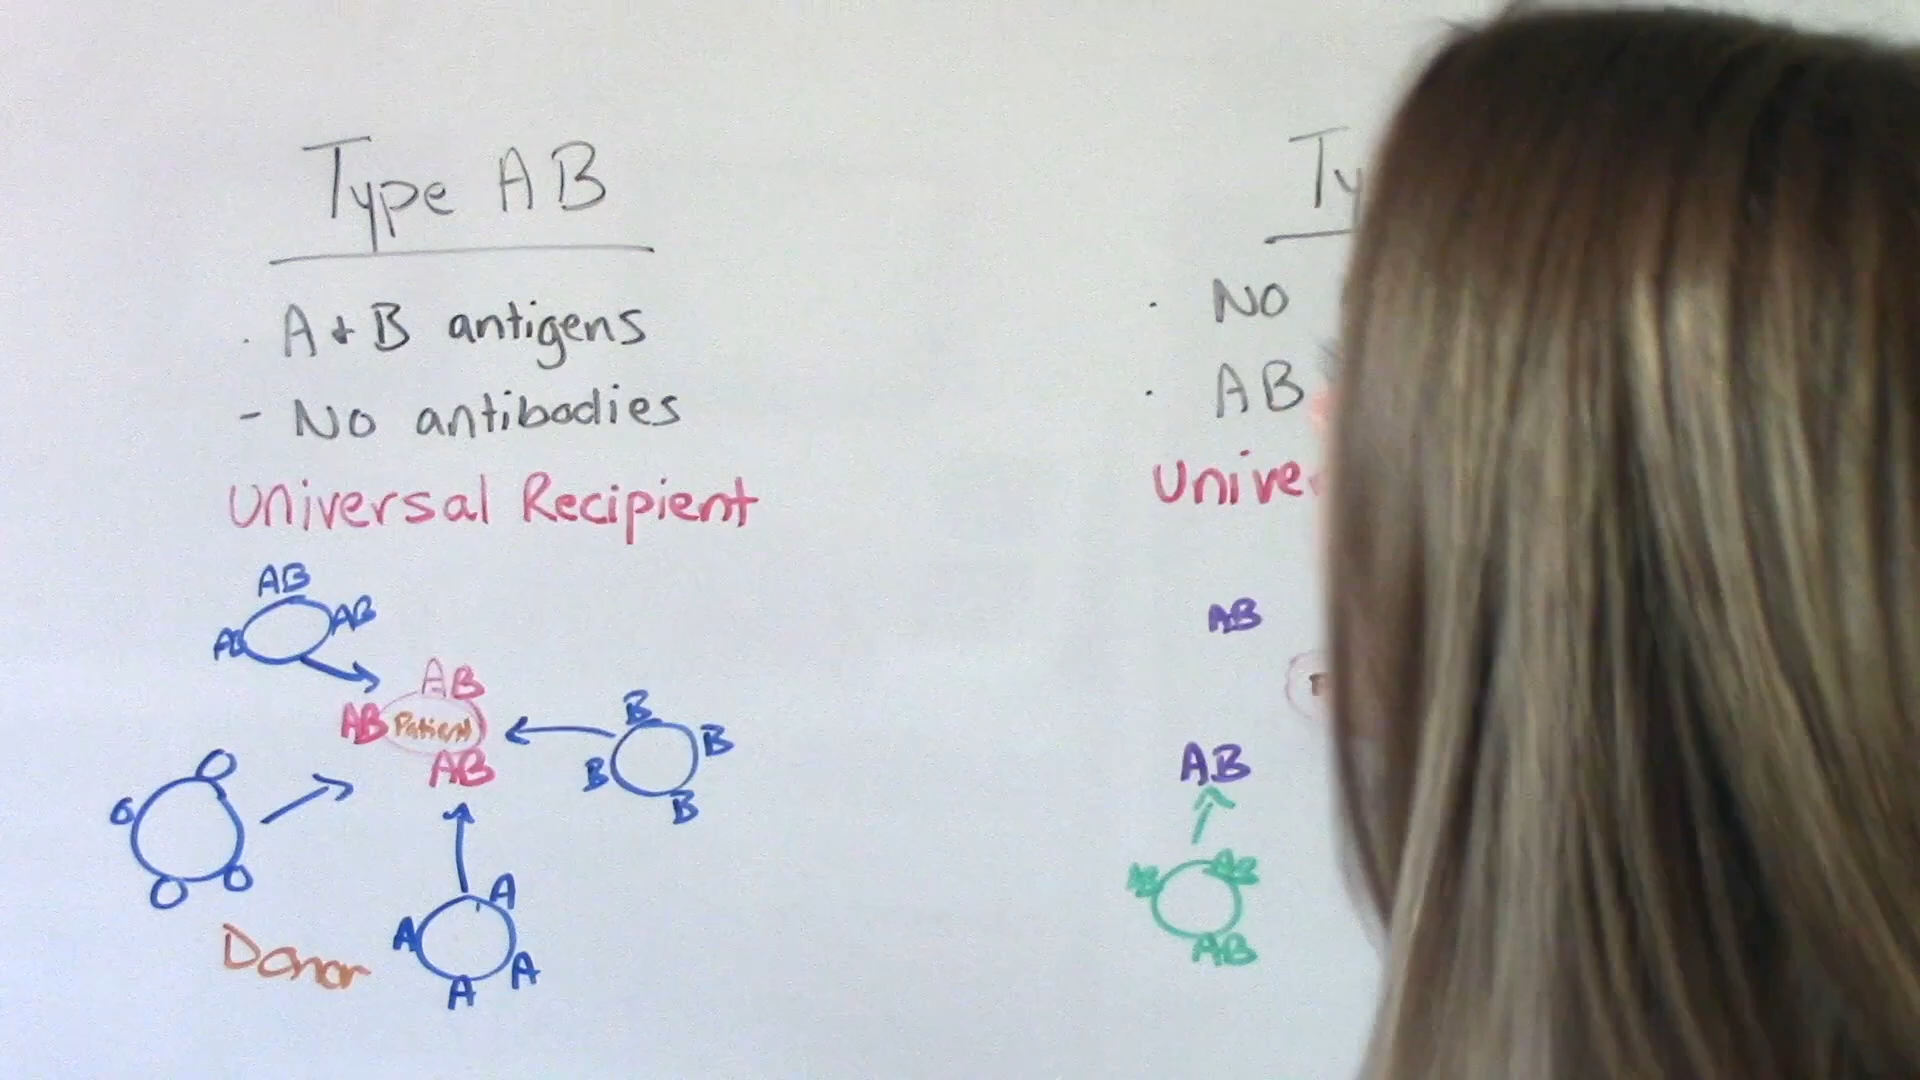 Type AB
. A + B antigens
- No antibodies
Universal Recipient
AB
AB
AB
AB
AB Patient
AB
B
B
B
B
O
O
O
O
A
A
A
A
Donor
Ty
. NO
. AB
Unive
AB
AB
AB
AB
AB